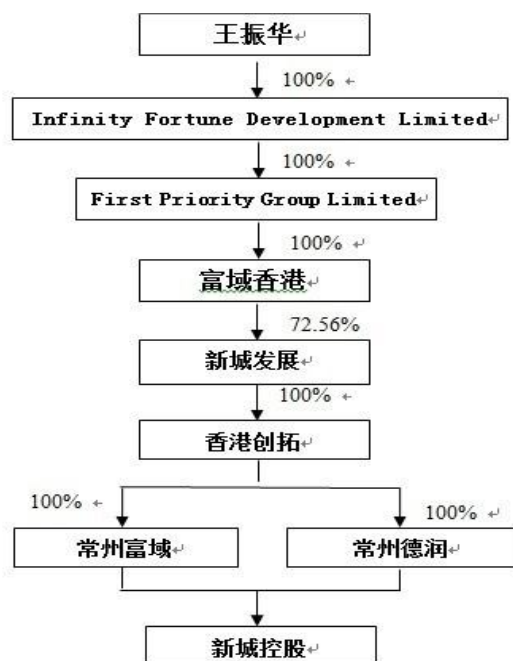 王振华
100%
Infinity Fortune Development Limited
100%
First Priority Group Limited
100%
富域香港
72.56%
新城发展
100%
香港创拓
100%
100%
常州富域
常州德润
新城控股